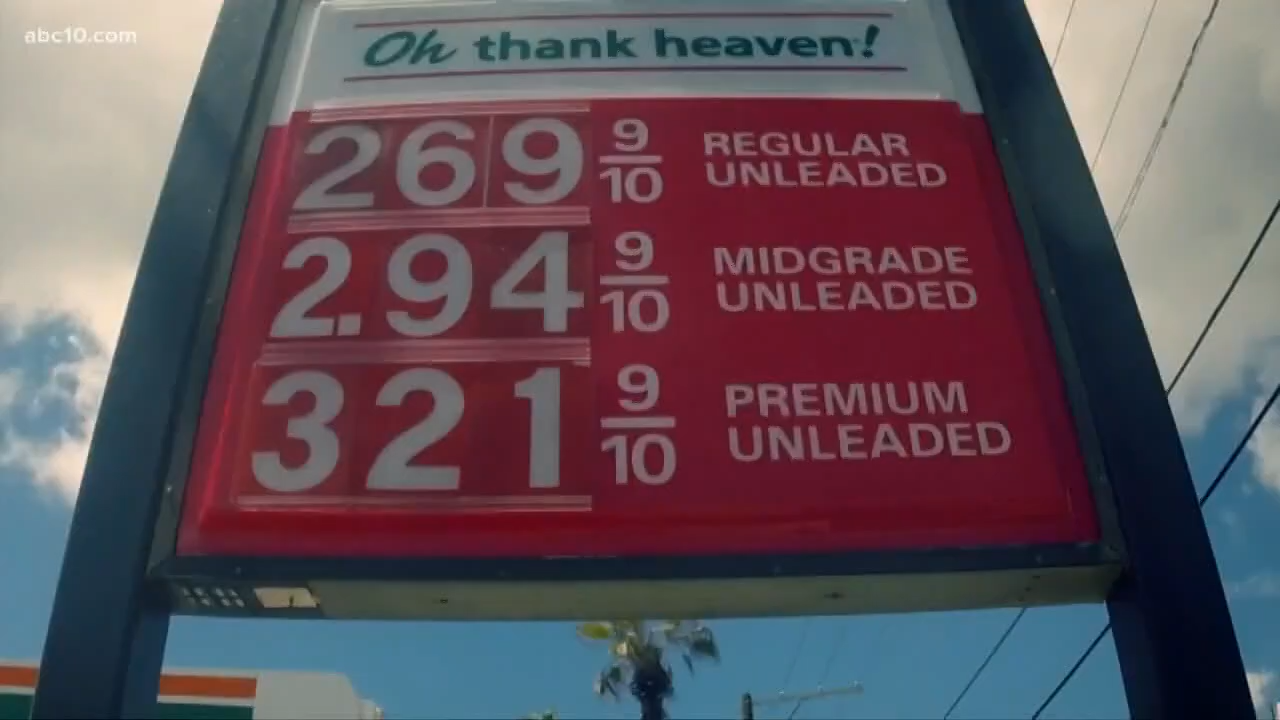 abc10.com
Oh thank heaven!
269 9/10 REGULAR
UNLEADED
2.94 9/10 MIDGRADE
UNLEADED
321 9/10 PREMIUM
UNLEADED